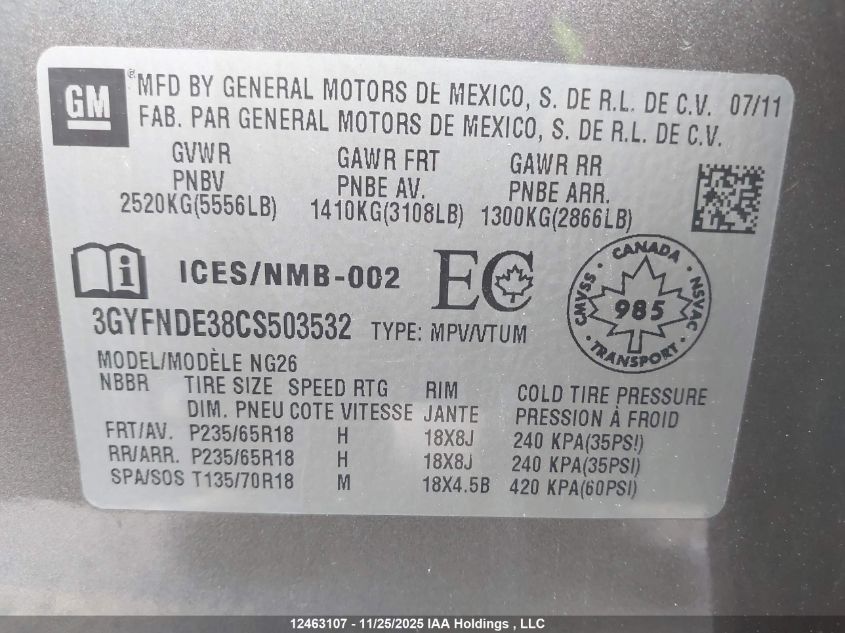 GM
®MFD BY GENERAL MOTORS DE MEXICO, S. DE R.L. DE C.V. 07/11
FAB. PAR GENERAL MOTORS DE MEXICO, S. DE R.L. DE C.V.
GVWR GAWR FRT GAWR RR
PNBV PNBE AV. PNBE ARR.
2520KG(5556LB) 1410KG(3108LB) 1300KG(2866LB)
i ICES/NMB-002 EC
CANADA
CMVSS 985 NSVAC
TRANSPORT
3GYFNDE38CS503532 TYPE: MPV/VTUM
MODEL/MODÈLE NG26
NBBR TIRE SIZE SPEED RTG RIM COLD TIRE PRESSURE
DIM. PNEU COTE VITESSE JANTE PRESSION À FROID
FRT/AV. P235/65R18 H 18X8J 240 KPA(35PSI)
RR/ARR. P235/65R18 H 18X8J 240 KPA(35PSI)
SPA/SOS T135/70R18 M 18X4.5B 420 KPA(60PSI)
12463107 - 11/25/2025 IAA Holdings , LLC